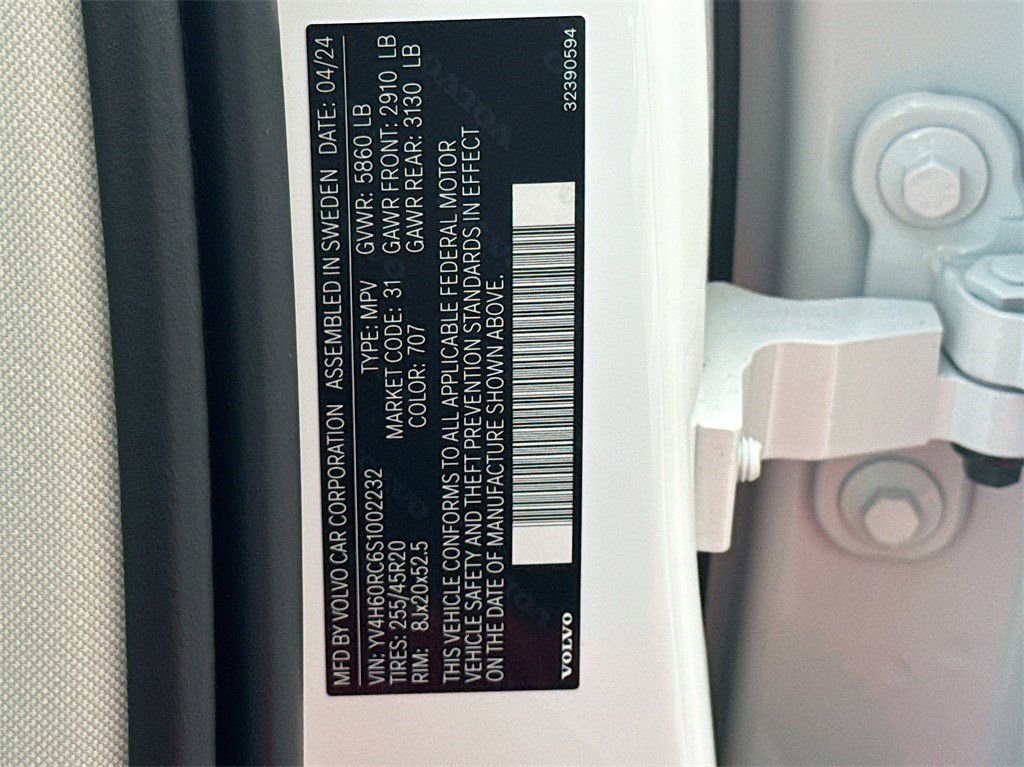 MFD BY VOLVO CAR CORPORATION ASSEMBLED IN SWEDEN DATE: 04/24
VIN: YV4H60RC6S1002232 TYPE: MPV GVWR: 5860 LB
TIRES: 255/45R20 MARKET CODE: 31 GAWR FRONT: 2910 LB
RIM: 8Jx20x52.5 COLOR: 707 GAWR REAR: 3130 LB
THIS VEHICLE CONFORMS TO ALL APPLICABLE FEDERAL MOTOR
VEHICLE SAFETY AND THEFT PREVENTION STANDARDS IN EFFECT
ON THE DATE OF MANUFACTURE SHOWN ABOVE.
VOLVO 32390594